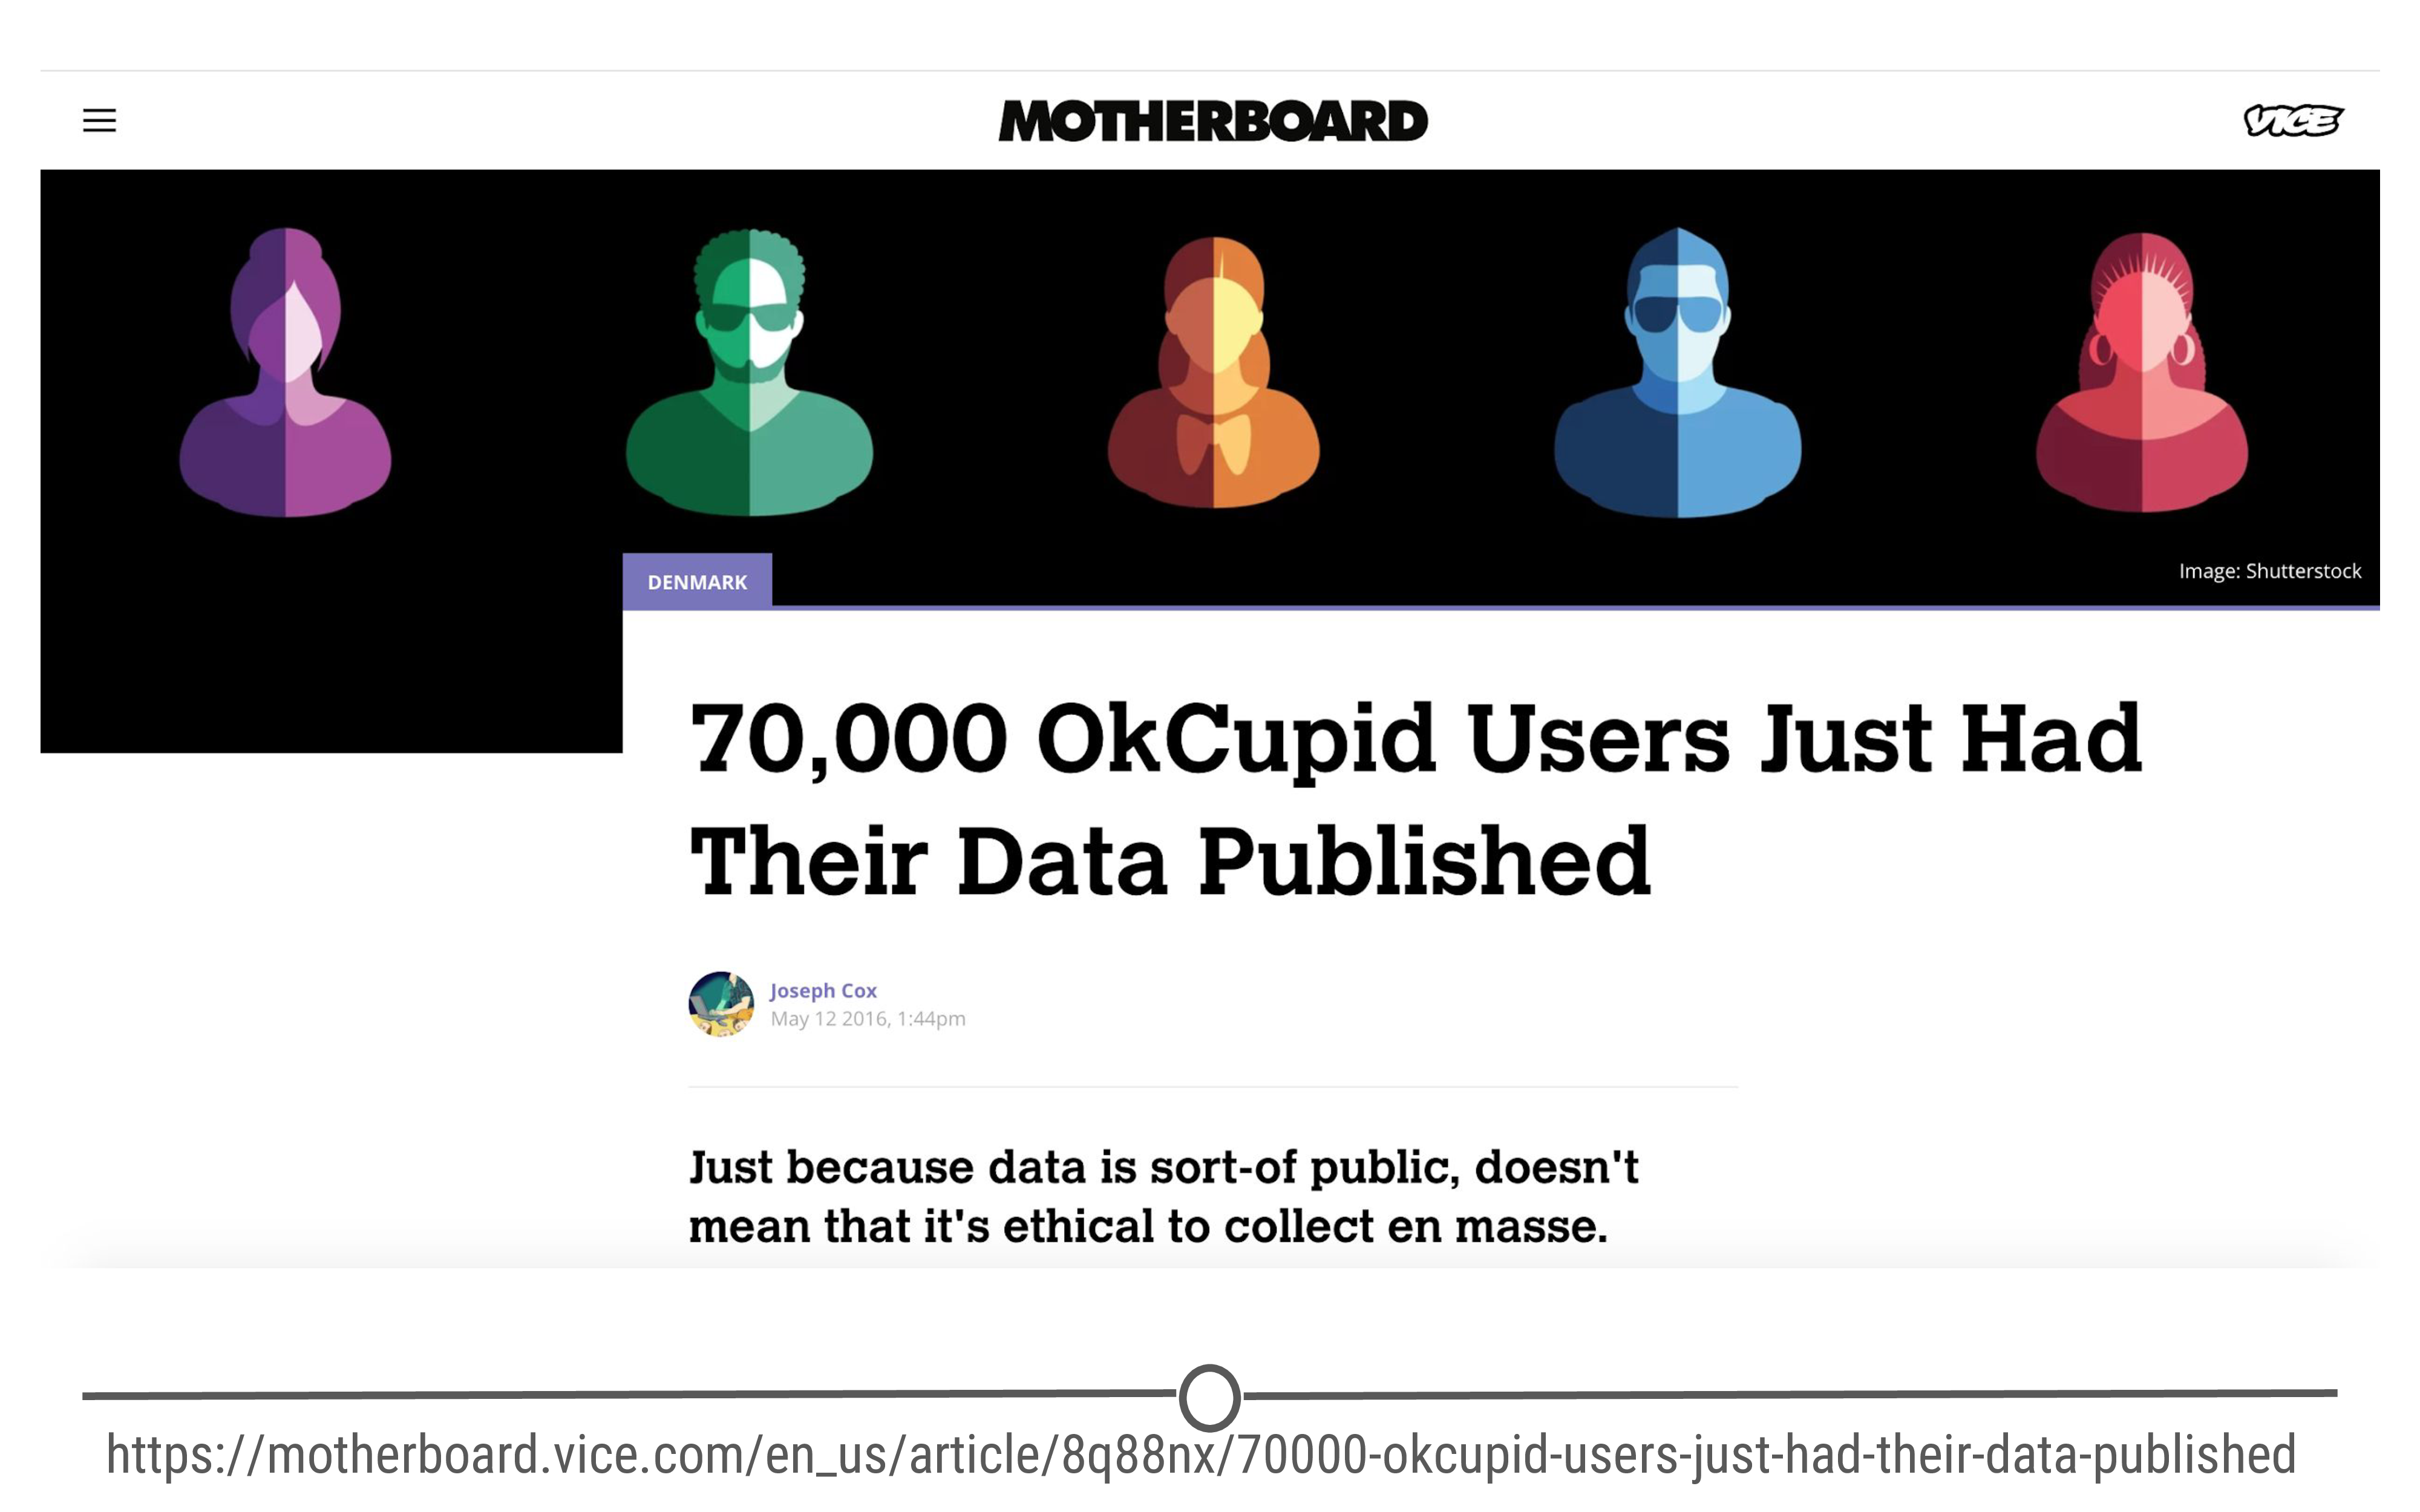 MOTHERBOARD
VICE
DENMARK
Image: Shutterstock
70,000 OkCupid Users Just Had
Their Data Published
Joseph Cox
May 12 2016, 1:44pm
Just because data is sort-of public, doesn't
mean that it's ethical to collect en masse.
https://motherboard.vice.com/en_us/article/8q88nx/70000-okcupid-users-just-had-their-data-published